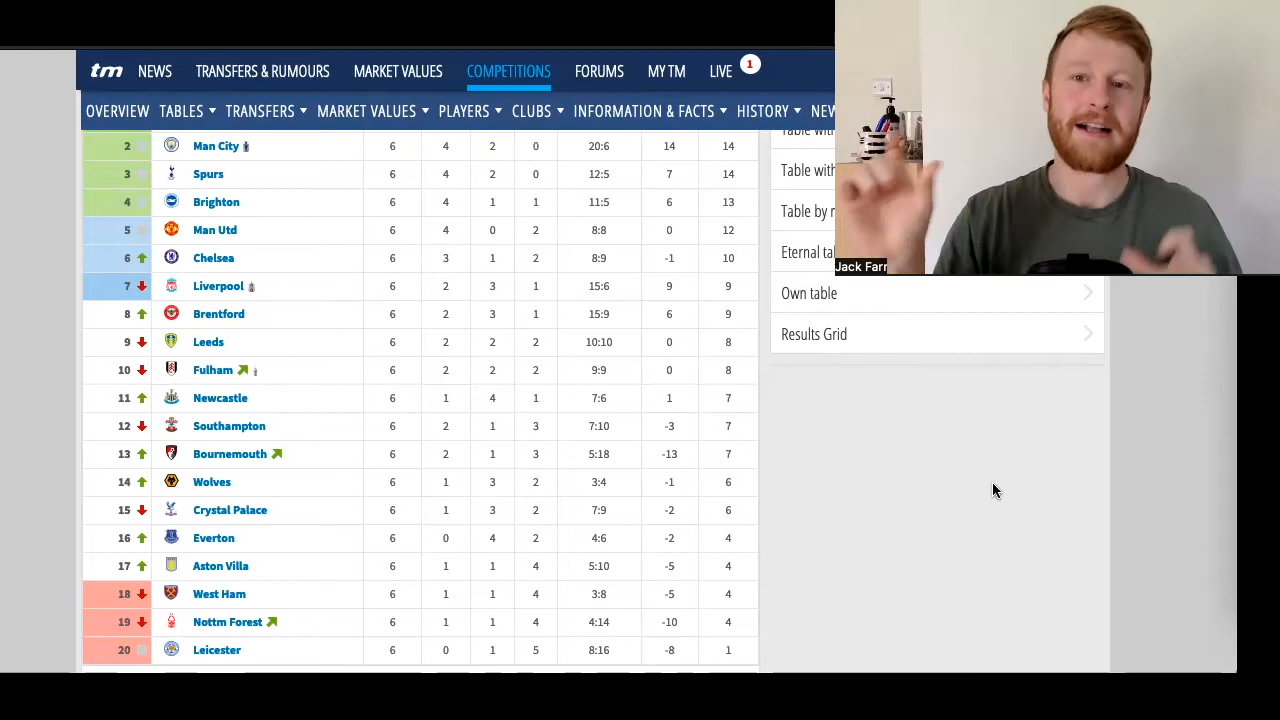 tm NEWS TRANSFERS & RUMOURS MARKET VALUES COMPETITIONS FORUMS MY TM LIVE 1
OVERVIEW TABLES TRANSFERS MARKET VALUES PLAYERS CLUBS INFORMATION & FACTS HISTORY NEW
2 Man City 6 4 2 0 20:6 14 14
3 Spurs 6 4 2 0 12:5 7 14
4 Brighton 6 4 1 1 11:5 6 13
5 Man Utd 6 4 0 2 8:8 0 12
6 Chelsea 6 3 1 2 8:9 -1 10
7 Liverpool 6 2 3 1 15:6 9 9
8 Brentford 6 2 3 1 15:9 6 9
9 Leeds 6 2 2 2 10:10 0 8
10 Fulham 6 2 2 2 9:9 0 8
11 Newcastle 6 1 4 1 7:6 1 7
12 Southampton 6 2 1 3 7:10 -3 7
13 Bournemouth 6 2 1 3 5:18 -13 7
14 Wolves 6 1 3 2 3:4 -1 6
15 Crystal Palace 6 1 3 2 7:9 -2 6
16 Everton 6 0 4 2 4:6 -2 4
17 Aston Villa 6 1 1 4 5:10 -5 4
18 West Ham 6 1 1 4 3:8 -5 4
19 Nottm Forest 6 1 1 4 4:14 -10 4
20 Leicester 6 0 1 5 8:16 -8 1
Table with
Table with
Table by r
Eternal ta
Own table
Results Grid
Jack Farr